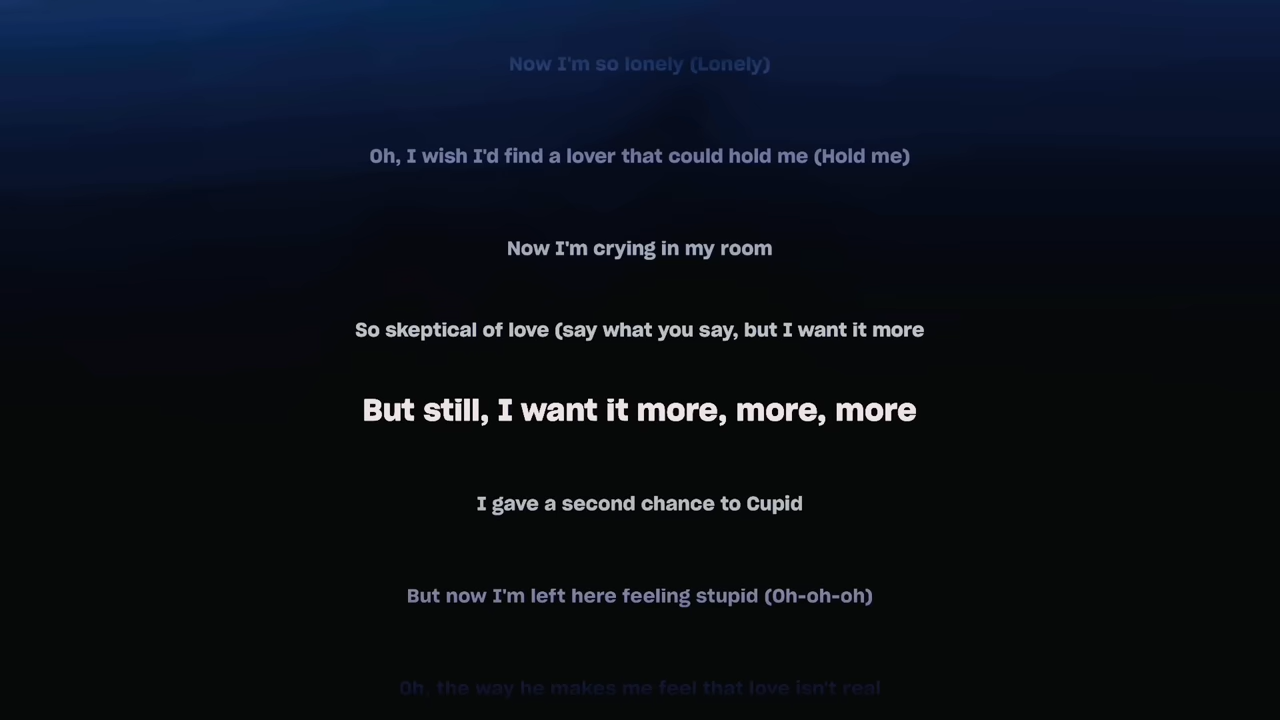 Now I'm so lonely (Lonely)
Oh, I wish I'd find a lover that could hold me (Hold me)
Now I'm crying in my room
So skeptical of love (say what you say, but I want it more
But still, I want it more, more, more
I gave a second chance to Cupid
But now I'm left here feeling stupid (Oh-oh-oh)
Oh, the way he makes me feel that love isn't real